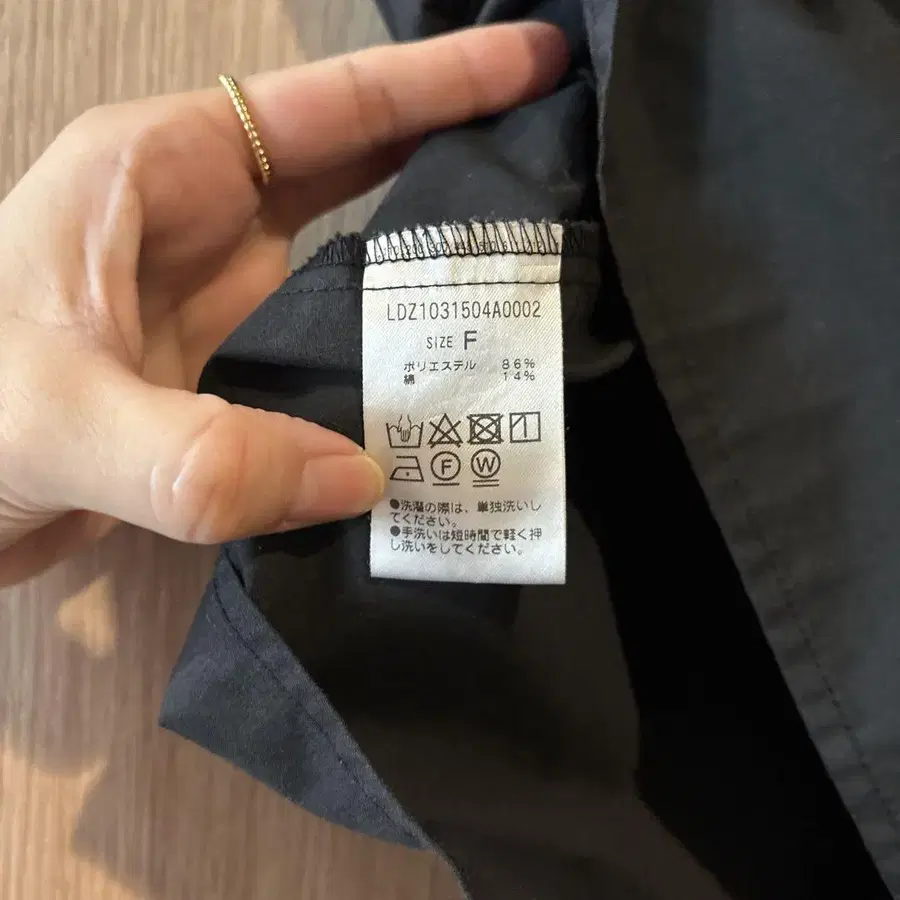 LDZ1031504A0002
SIZE F
ポリエステル 86%
綿 14%
F W
●洗濯の際は、単独洗いし
てください。
●手洗いは短時間で軽く押
し洗いをしてください。